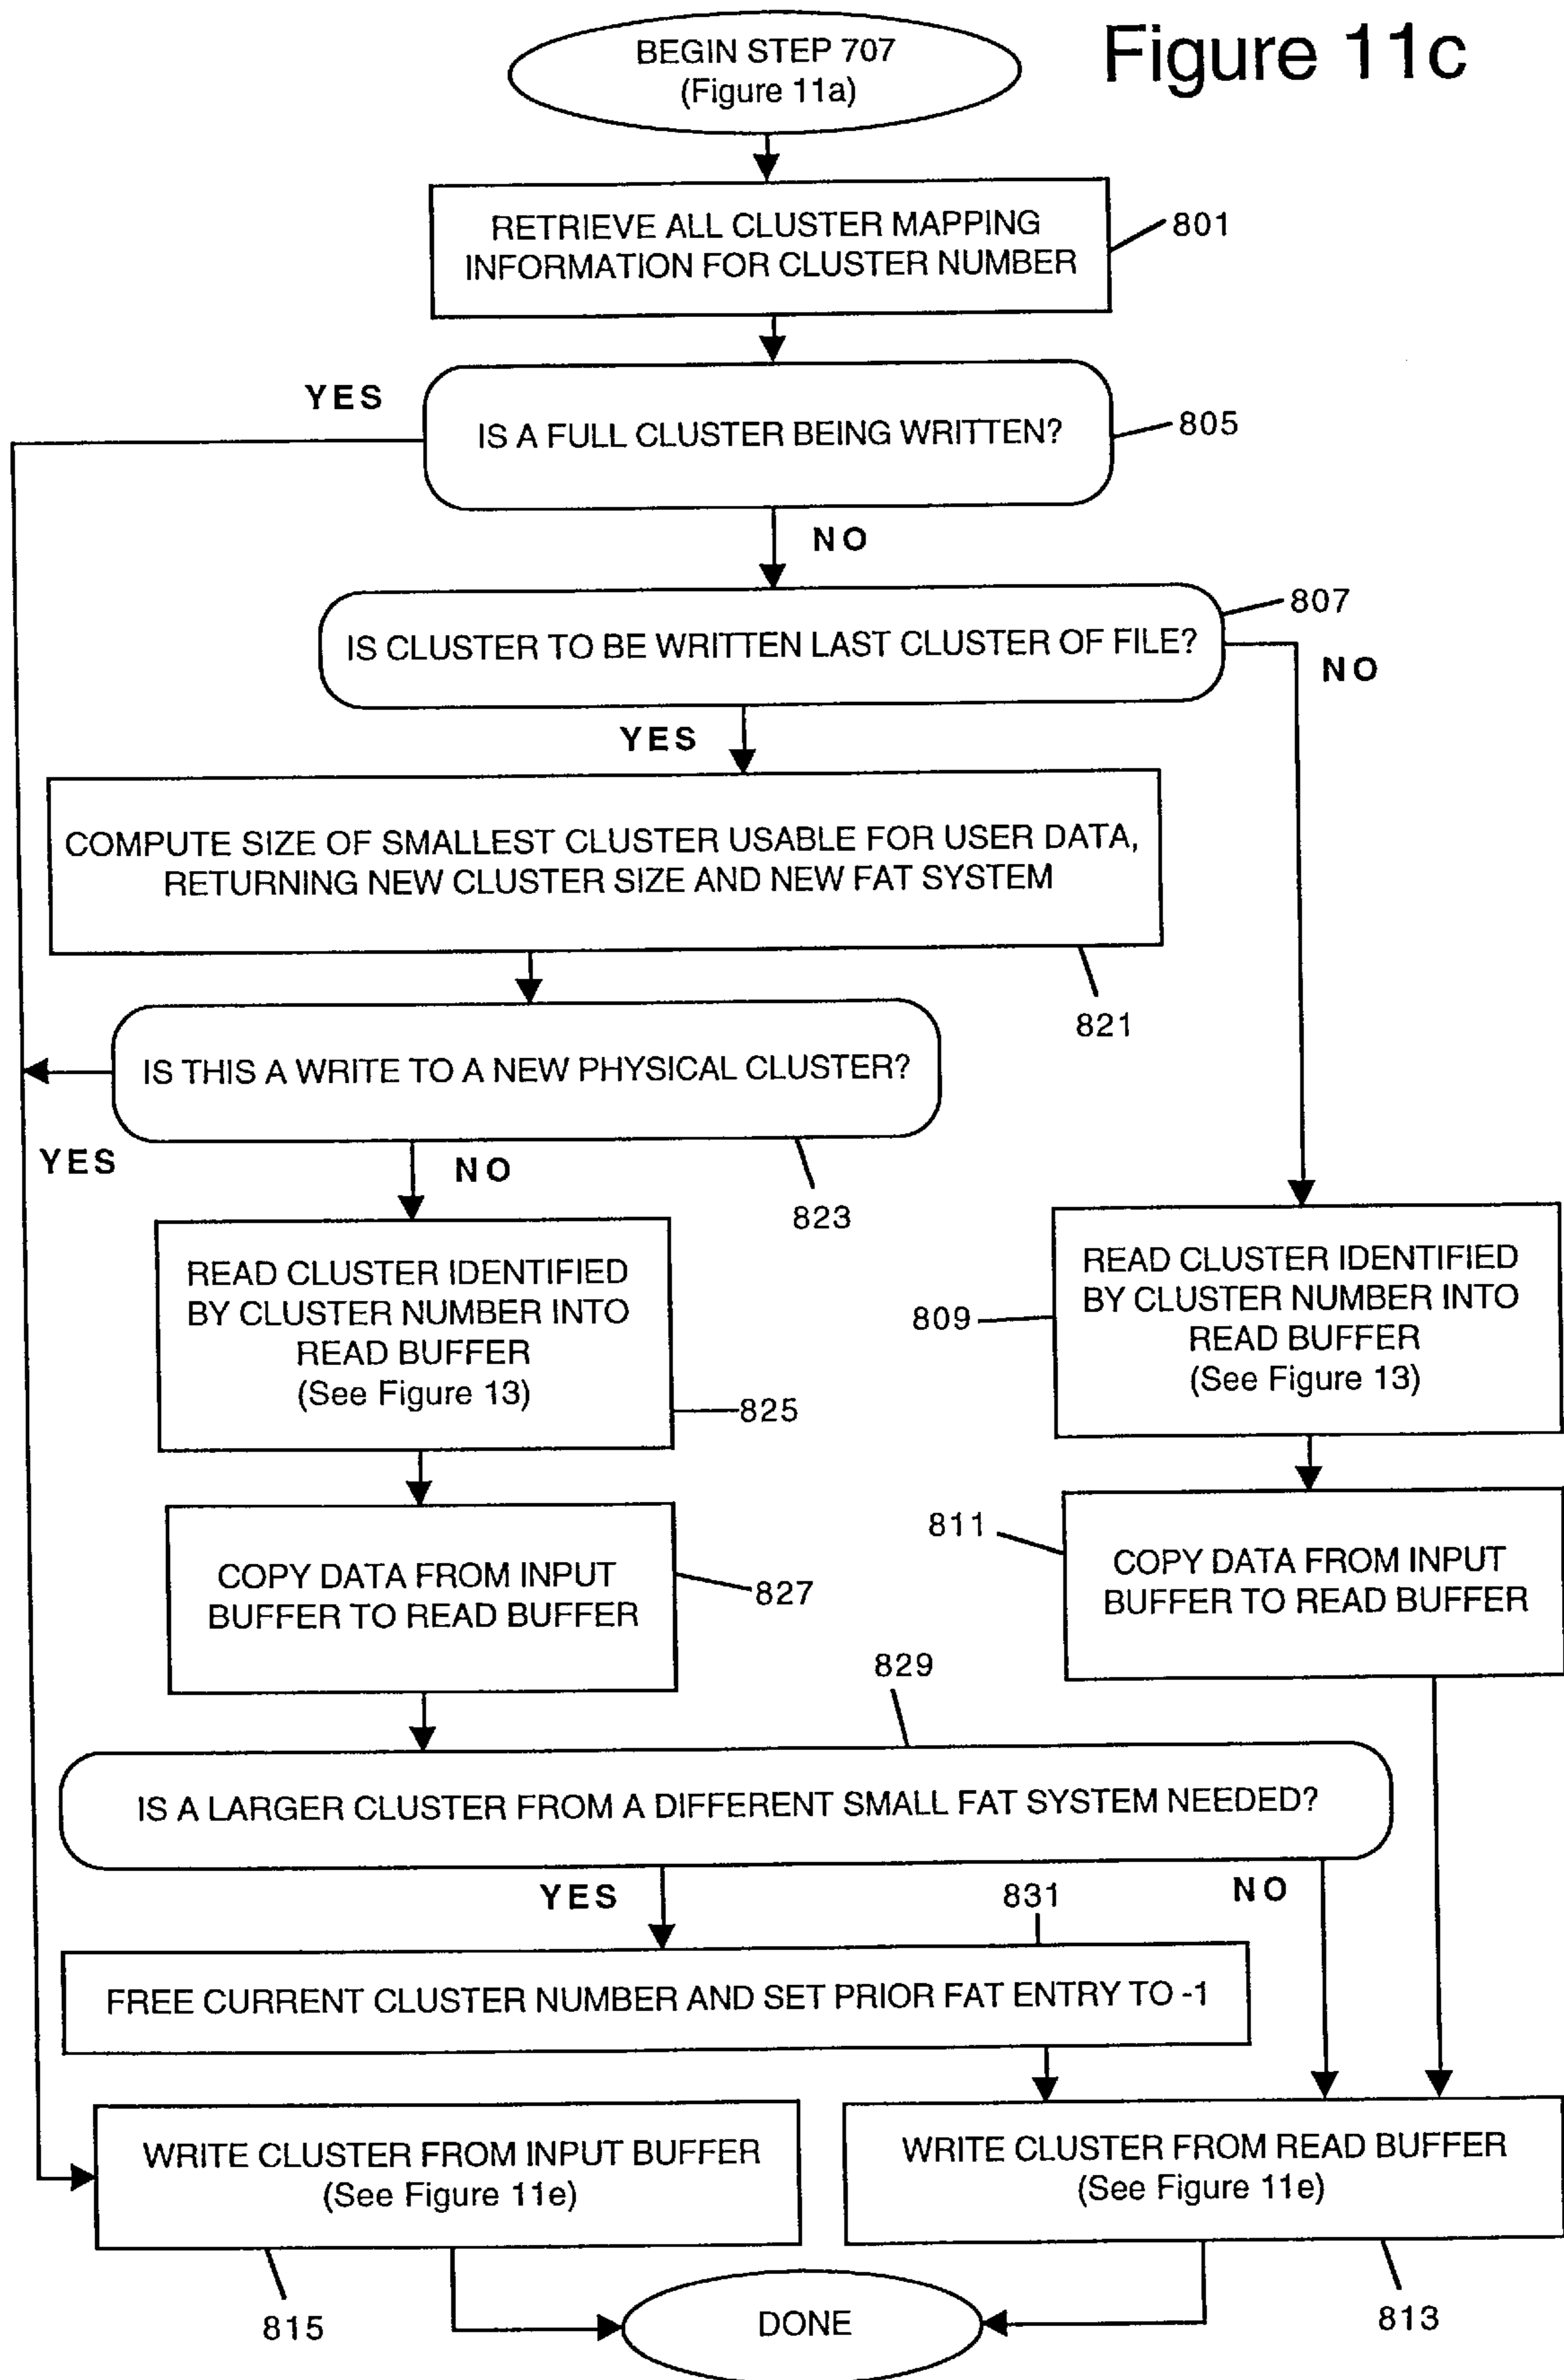 Figure 11c
BEGIN STEP 707
(Figure 11a)
RETRIEVE ALL CLUSTER MAPPING
INFORMATION FOR CLUSTER NUMBER
801
YES
IS A FULL CLUSTER BEING WRITTEN?
805
NO
807
IS CLUSTER TO BE WRITTEN LAST CLUSTER OF FILE?
NO
YES
COMPUTE SIZE OF SMALLEST CLUSTER USABLE FOR USER DATA,
RETURNING NEW CLUSTER SIZE AND NEW FAT SYSTEM
821
IS THIS A WRITE TO A NEW PHYSICAL CLUSTER?
YES
NO
823
READ CLUSTER IDENTIFIED
BY CLUSTER NUMBER INTO
READ BUFFER
(See Figure 13)
825
READ CLUSTER IDENTIFIED
BY CLUSTER NUMBER INTO
READ BUFFER
(See Figure 13)
809
COPY DATA FROM INPUT
BUFFER TO READ BUFFER
827
811
COPY DATA FROM INPUT
BUFFER TO READ BUFFER
829
IS A LARGER CLUSTER FROM A DIFFERENT SMALL FAT SYSTEM NEEDED?
YES
831
NO
FREE CURRENT CLUSTER NUMBER AND SET PRIOR FAT ENTRY TO -1
WRITE CLUSTER FROM INPUT BUFFER
(See Figure 11e)
WRITE CLUSTER FROM READ BUFFER
(See Figure 11e)
815
DONE
813